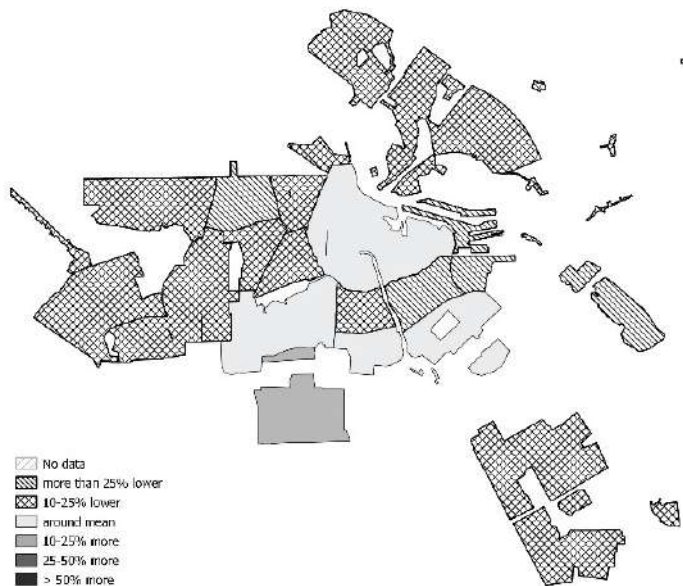 No data
more than 25% lower
10-25% lower
around mean
10-25% more
25-50% more
> 50% more